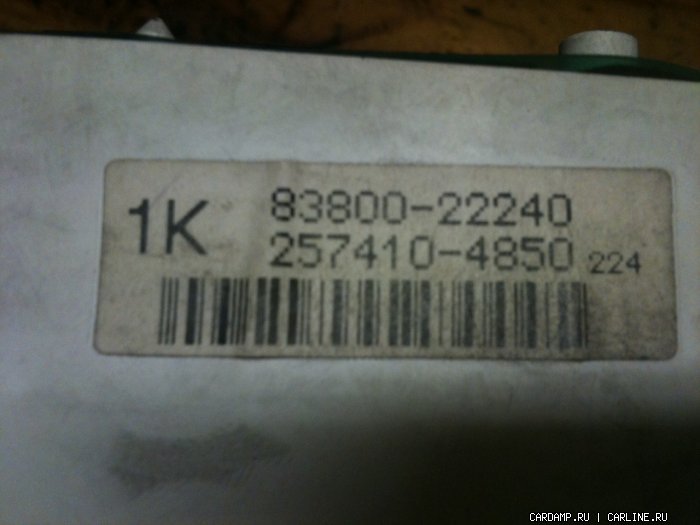 1K
83800-22240
257410-4850 224
CARDAMP.RU | CARLINE.RU